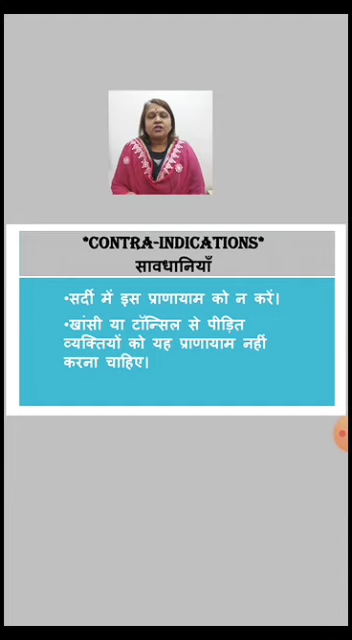 *CONTRA-INDICATIONS*
सावधानियाँ
•सर्दी में इस प्राणायाम को न करें।
•खांसी या टॉन्सिल से पीड़ित
व्यक्तियों को यह प्राणायाम नहीं
करना चाहिए।